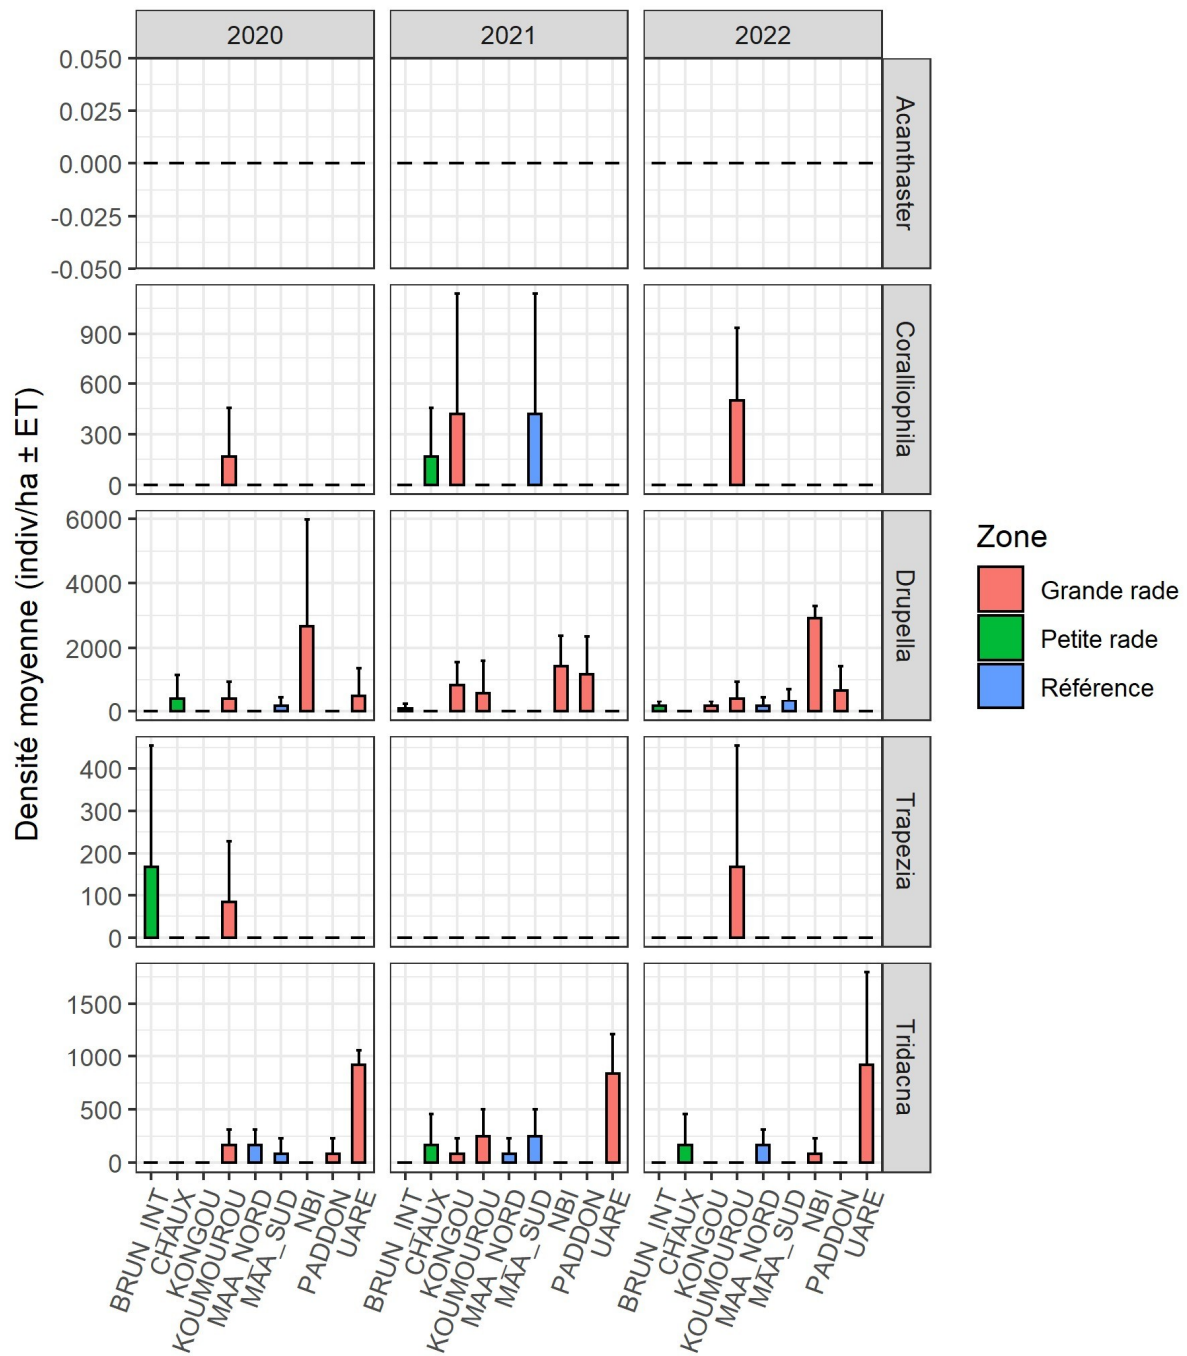 2020
2021
2022
0.050
0.025
0.000
-0.025
-0.050
Acanthaster
900
600
300
0
Coralliophila
6000
4000
2000
0
Drupella
400
300
200
100
0
Trapezia
1500
1000
500
0
Tridacna
Densité moyenne (indiv/ha ± ET)
BRUN_INT
CHAUX
KONGOU
KOUMOUROU
MAA_NORD
MAA_SUD
NBI
PADDON
UARE
BRUN_INT
CHAUX
KONGOU
KOUMOUROU
MAA_NORD
MAA_SUD
NBI
PADDON
UARE
BRUN_INT
CHAUX
KONGOU
KOUMOUROU
MAA_NORD
MAA_SUD
NBI
PADDON
UARE
Zone
Grande rade
Petite rade
Référence